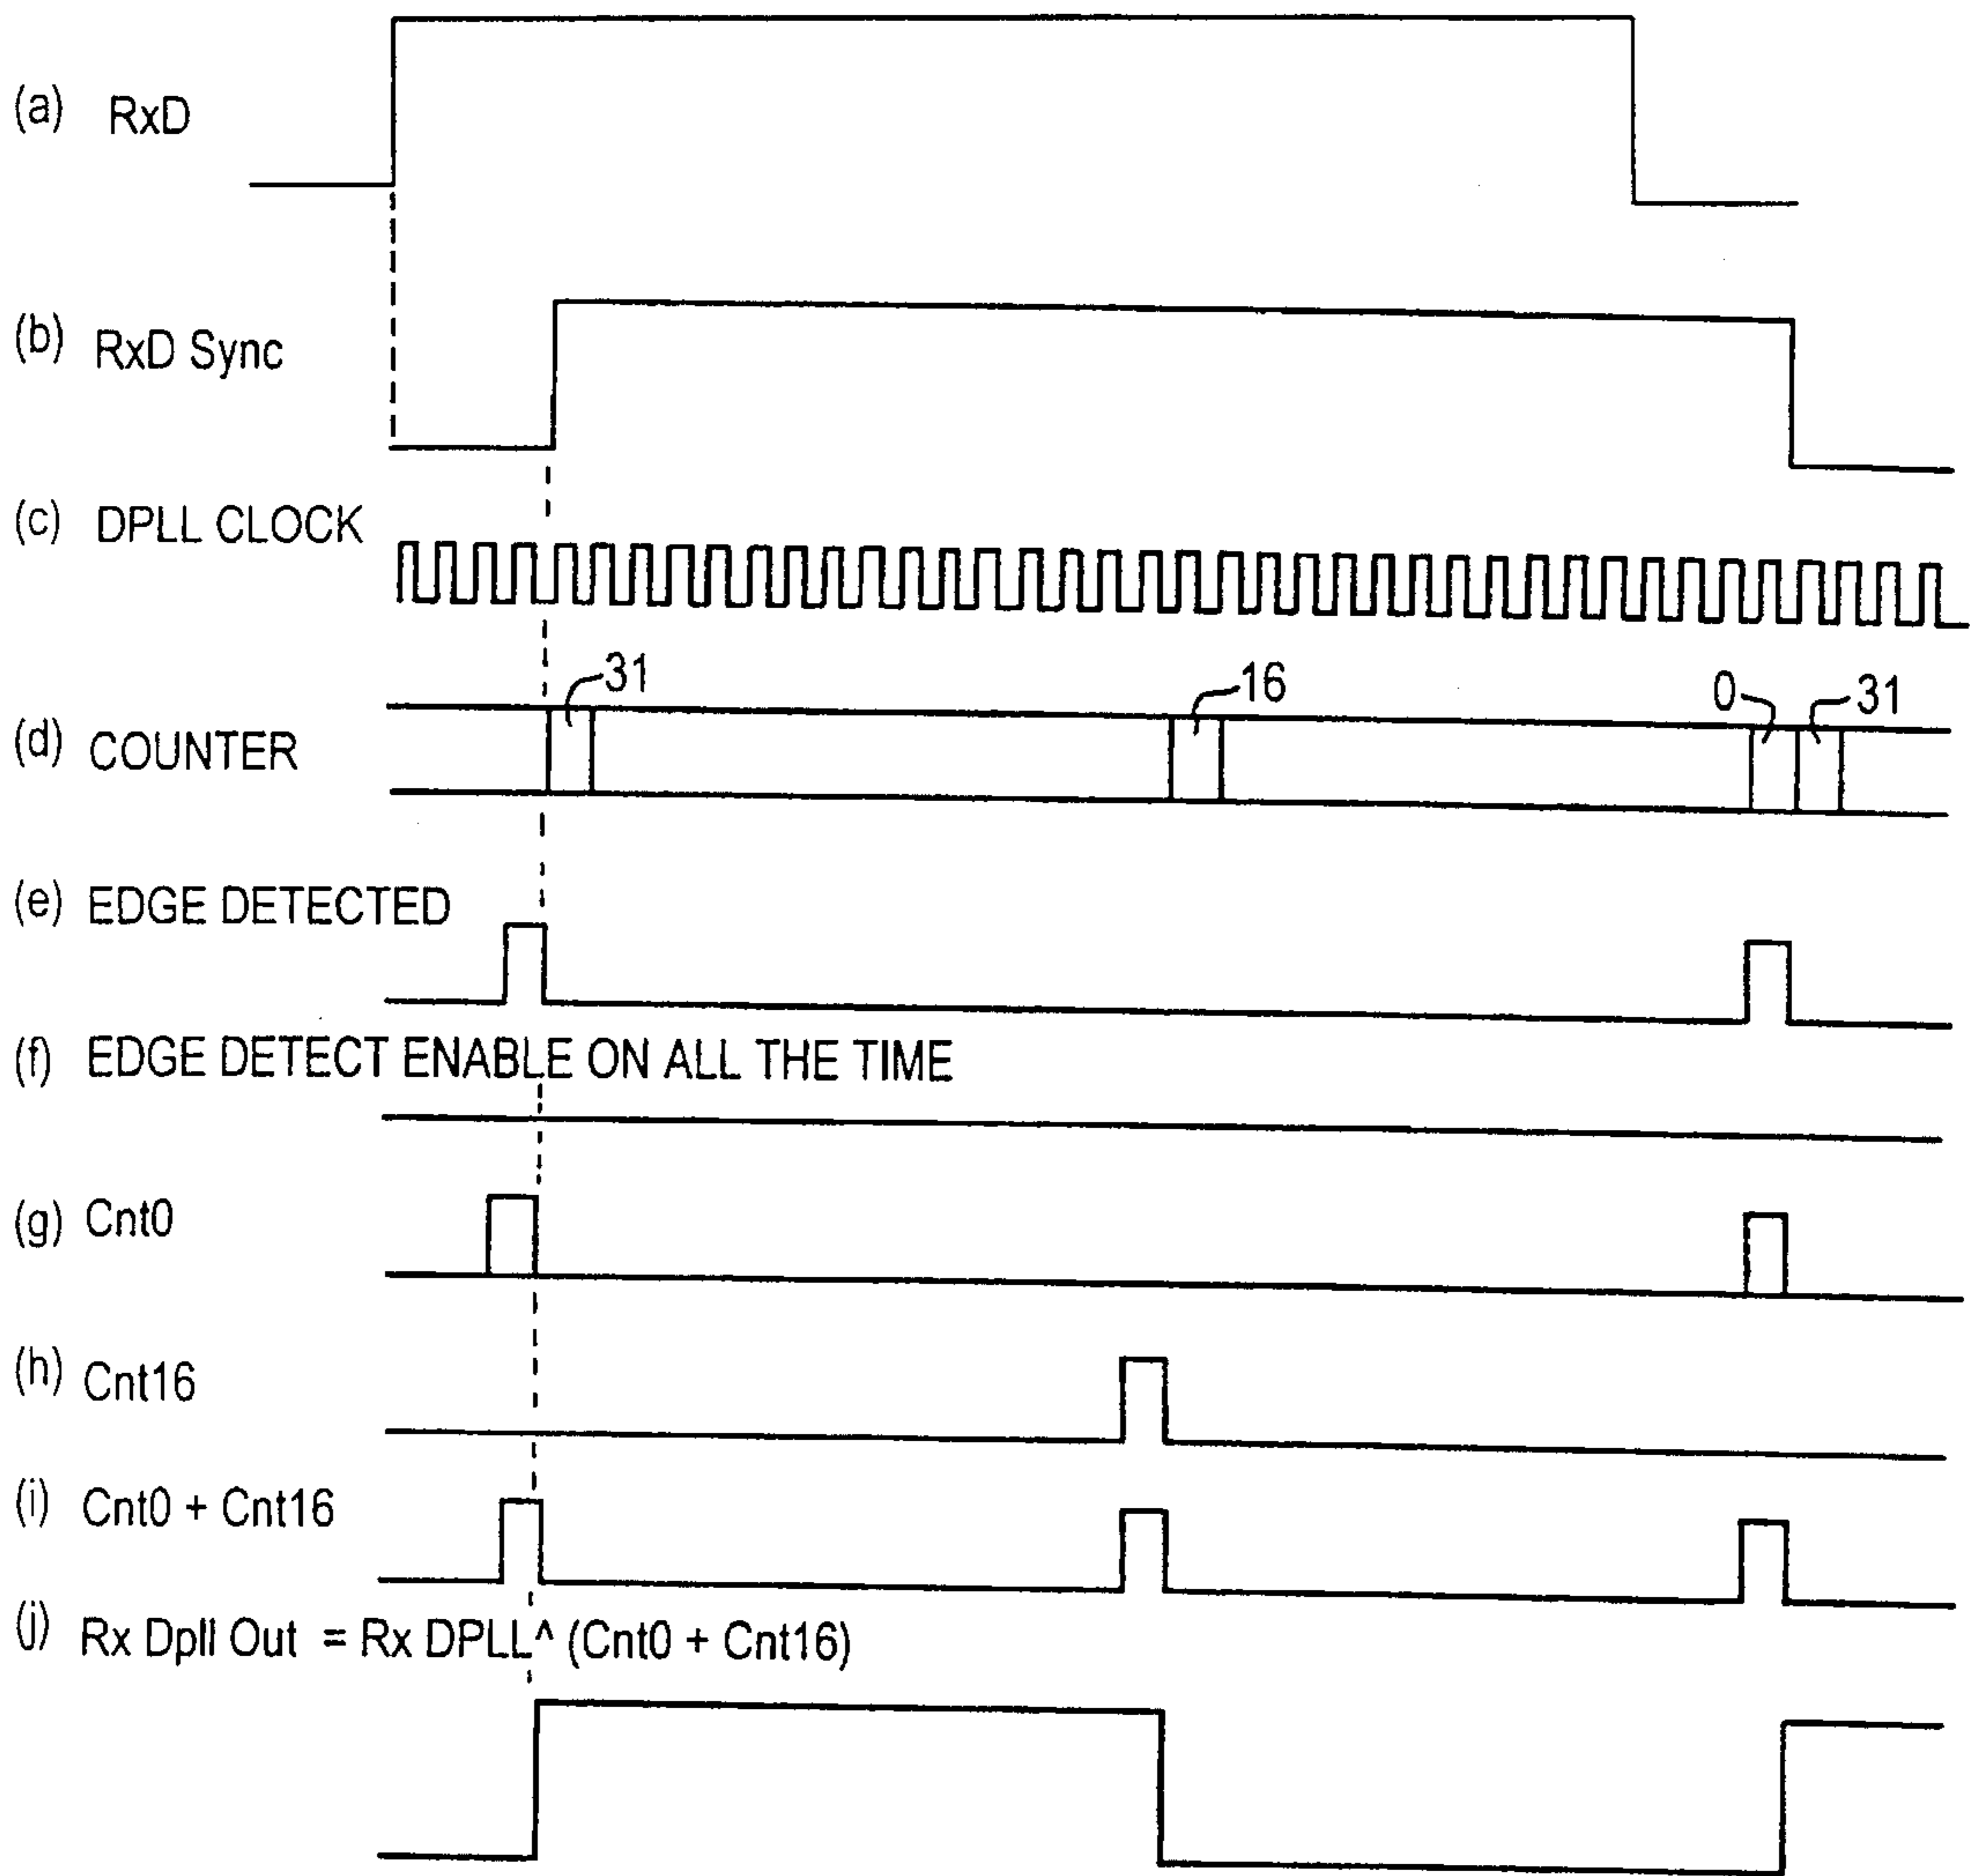 (a) RxD
(b) RxD Sync
(c) DPLL CLOCK
31
16
0
31
(d) COUNTER
(e) EDGE DETECTED
(f) EDGE DETECT ENABLE ON ALL THE TIME
(g) Cnt0
(h) Cnt16
(i) Cnt0 + Cnt16
(j) Rx Dpll Out = Rx DPLL^ (Cnt0 + Cnt16)